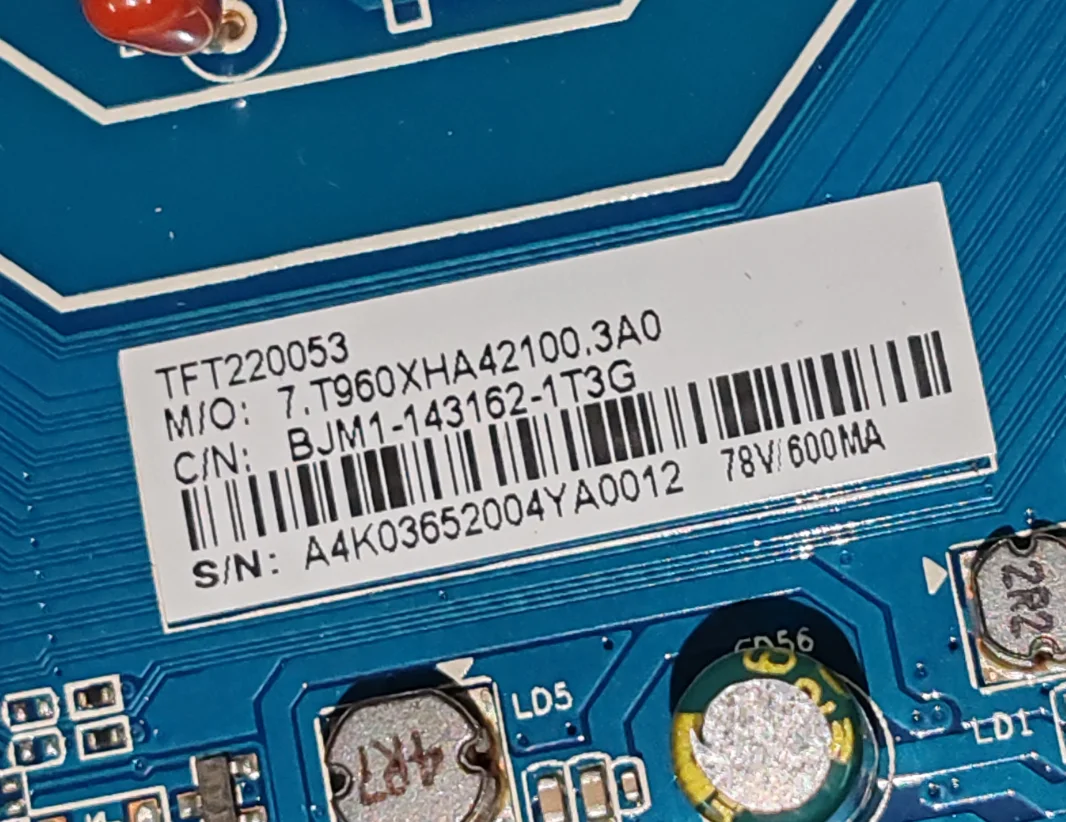 TFT220053
M/O: 7.T960XHA42100.3A0
C/N: BJM1-143162-1T3G
S/N: A4K03652004YA0012 78V/600MA
2R2
CD56
LD5
LD1
4R7